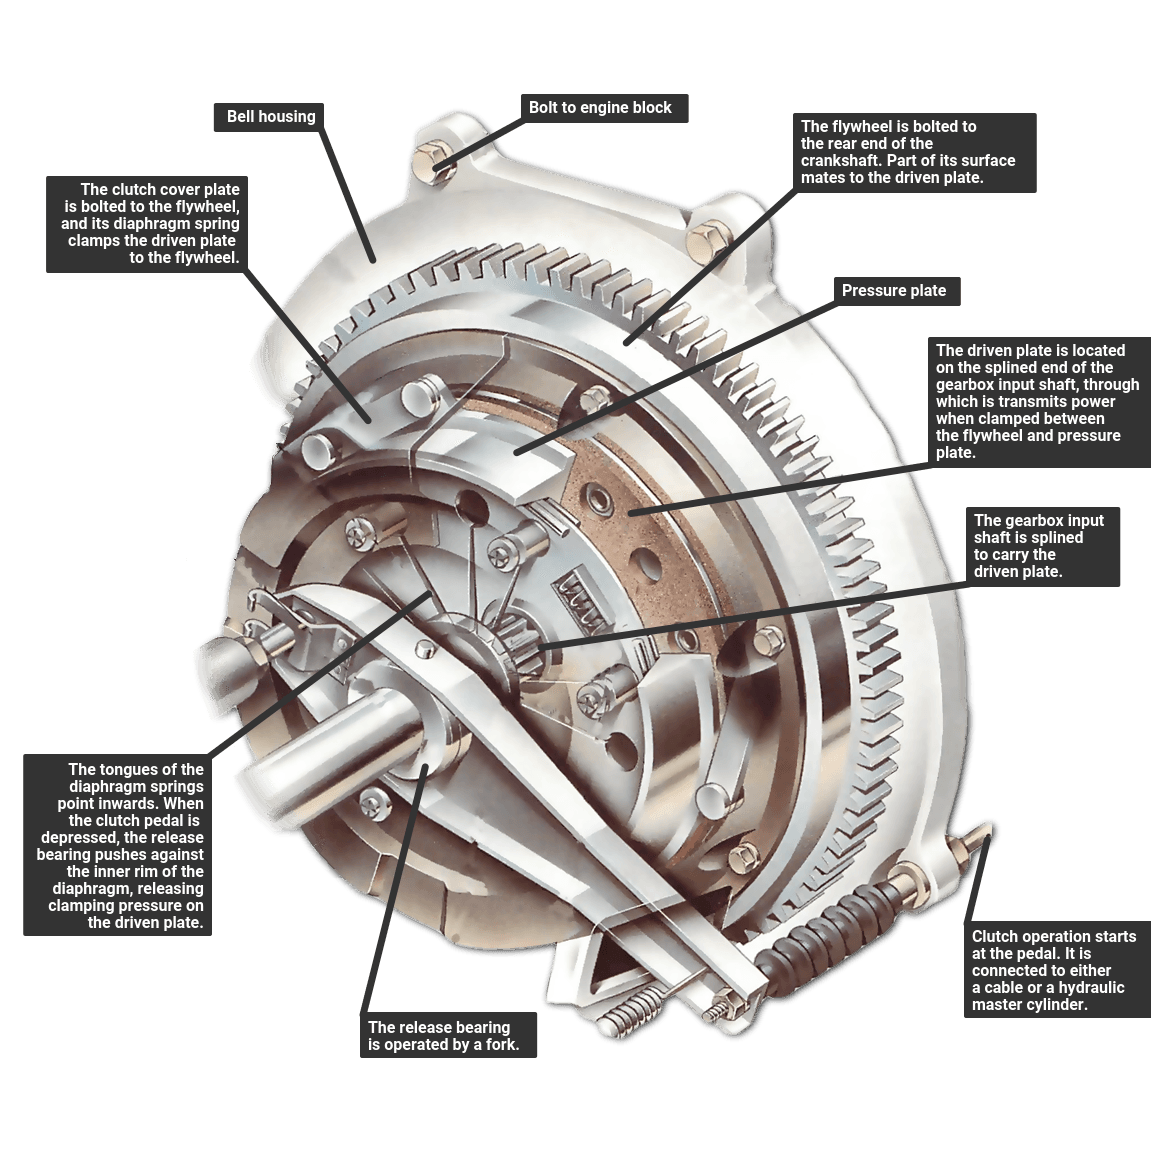 Bell housing
Bolt to engine block
The flywheel is bolted to
the rear end of the
crankshaft. Part of its surface
mates to the driven plate.
The clutch cover plate
is bolted to the flywheel,
and its diaphragm spring
clamps the driven plate
to the flywheel.
Pressure plate
The driven plate is located
on the splined end of the
gearbox input shaft, through
which is transmits power
when clamped between
the flywheel and pressure
plate.
The gearbox input
shaft is splined
to carry the
driven plate.
The tongues of the
diaphragm springs
point inwards. When
the clutch pedal is
depressed, the release
bearing pushes against
the inner rim of the
diaphragm, releasing
clamping pressure on
the driven plate.
Clutch operation starts
at the pedal. It is
connected to either
a cable or a hydraulic
master cylinder.
The release bearing
is operated by a fork.